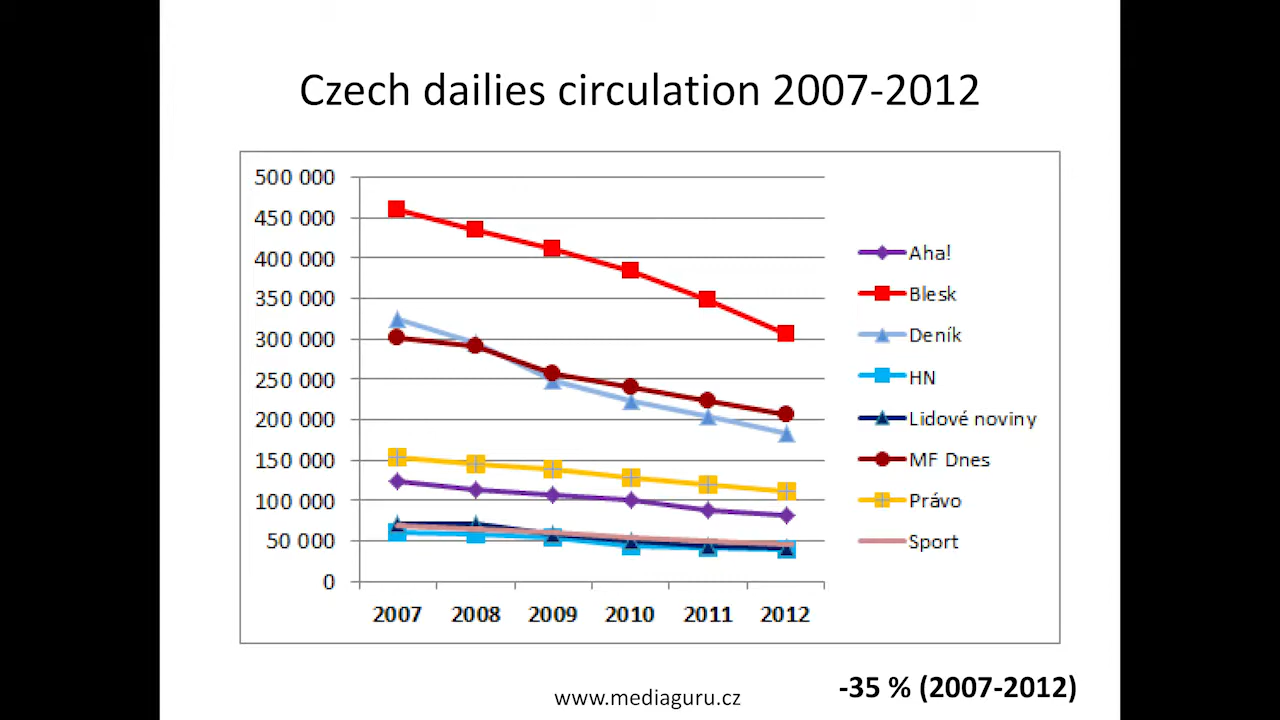 Czech dailies circulation 2007-2012
500 000
450 000
400 000
350 000
300 000
250 000
200 000
150 000
100 000
50 000
0
2007 2008 2009 2010 2011 2012
Aha!
Blesk
Deník
HN
Lidové noviny
MF Dnes
Právo
Sport
www.mediaguru.cz
-35 % (2007-2012)